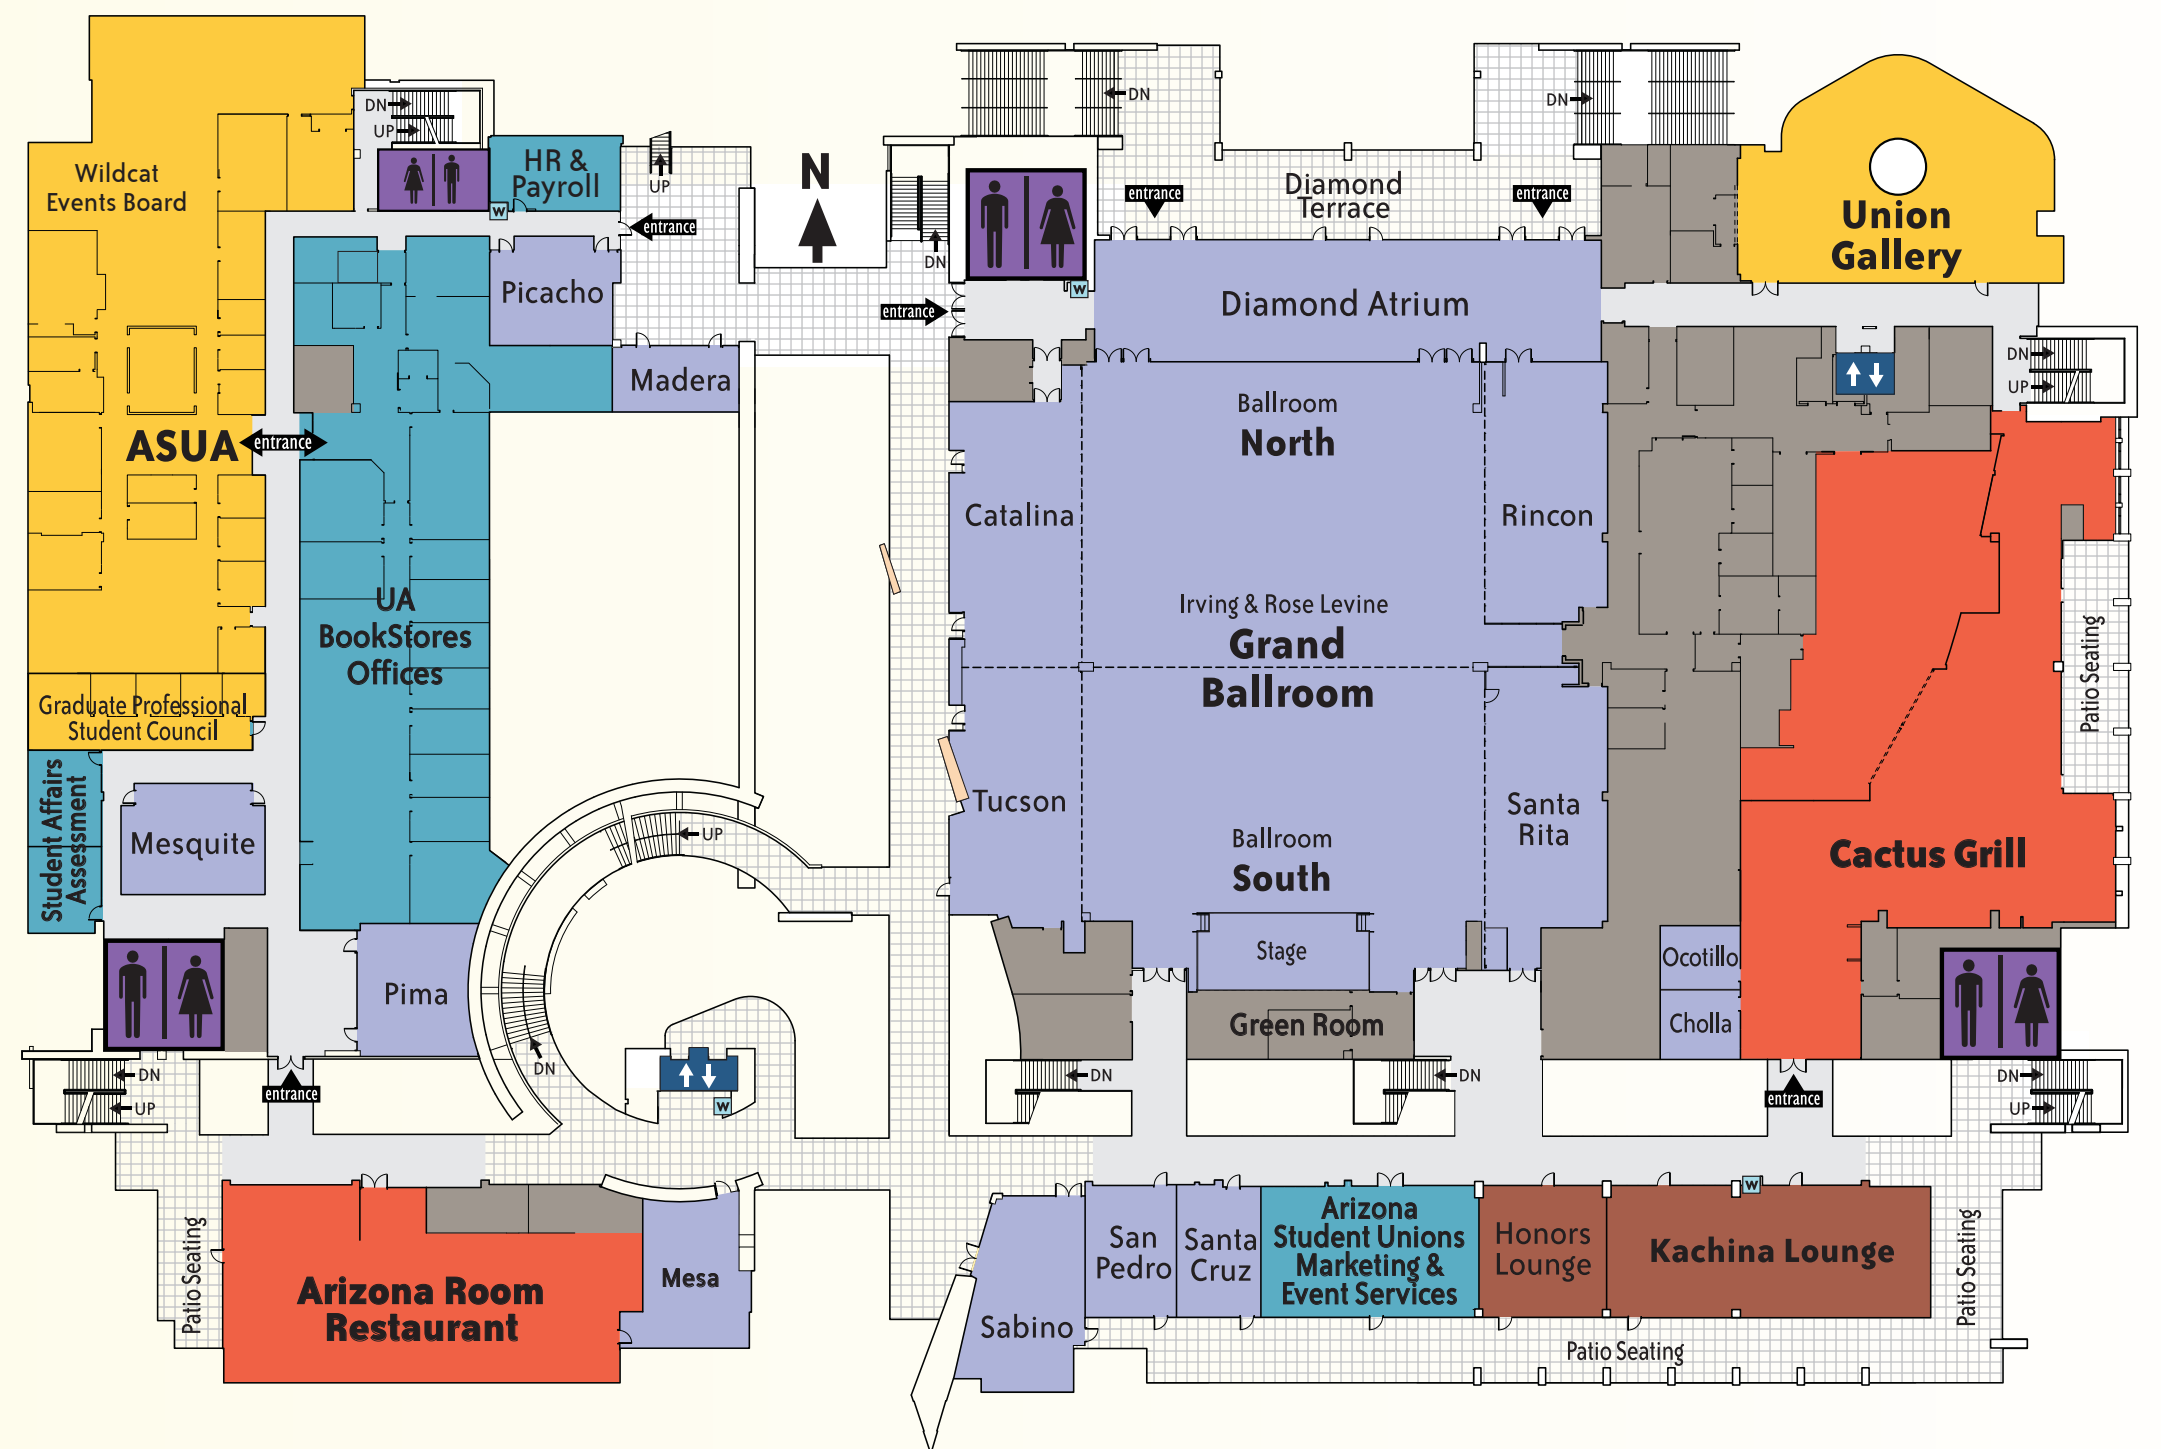 DN
UP
Wildcat
Events Board
HR &
Payroll
UP
W
entrance
N
DN
DN
DN
entrance
Diamond
Terrace
entrance
Union
Gallery
Picacho
DN
W
entrance
Diamond Atrium
Madera
DN
UP
Ballroom
North
ASUA
entrance
Catalina
Rincon
UA
BookStores
Offices
Irving & Rose Levine
Grand
Ballroom
Patio Seating
Graduate Professional
Student Council
Student Affairs
Assessment
Mesquite
UP
Tucson
Santa
Rita
Ballroom
South
Cactus Grill
Stage
Ocotillo
Pima
Green Room
Cholla
DN
UP
entrance
DN
W
DN
DN
entrance
DN
UP
W
Patio Seating
Arizona Room
Restaurant
Mesa
Sabino
San
Pedro
Santa
Cruz
Arizona
Student Unions
Marketing &
Event Services
Honors
Lounge
Kachina Lounge
Patio Seating
Patio Seating